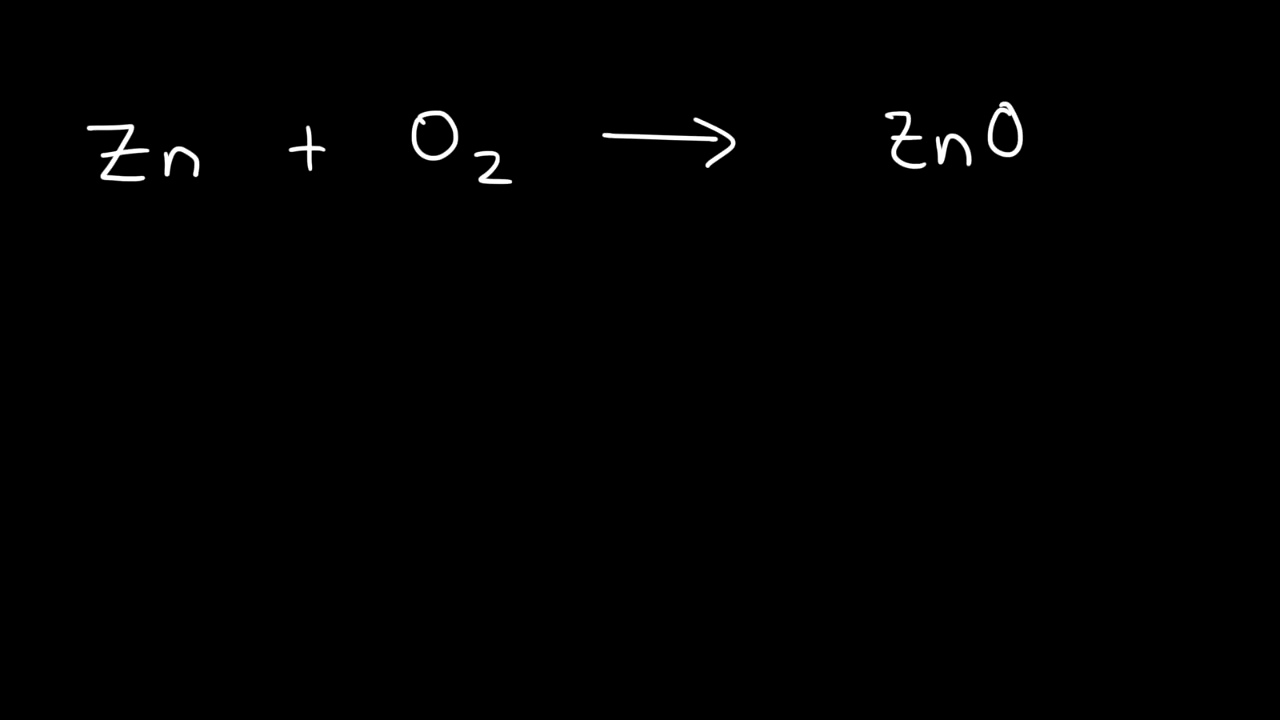 Zn + O₂ → ZnO